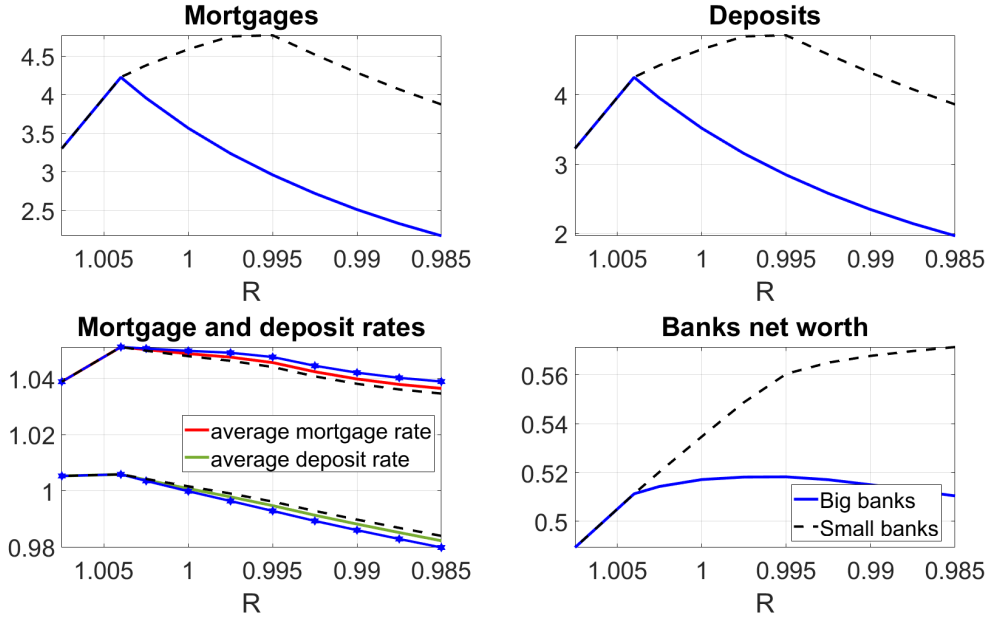 Mortgages
4.5
4
3.5
3
2.5
1.005 1 0.995 0.99 0.985
R
Deposits
4
3
2
1.005 1 0.995 0.99 0.985
R
Mortgage and deposit rates
1.04
1.02
1
0.98
average mortgage rate
average deposit rate
1.005 1 0.995 0.99 0.985
R
Banks net worth
0.56
0.54
0.52
0.5
Big banks
Small banks
1.005 1 0.995 0.99 0.985
R